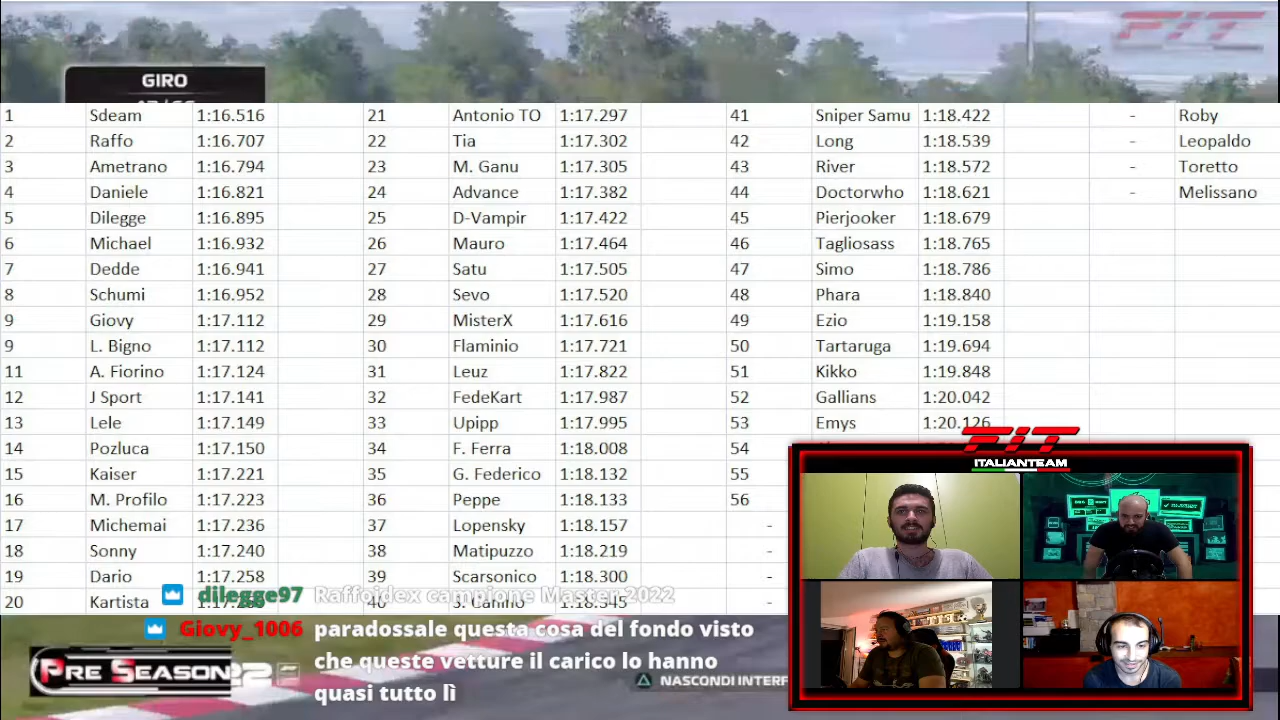 FIT
GIRO
1 Sdeam 1:16.516 21 Antonio TO 1:17.297 41 Sniper Samu 1:18.422 - Roby
2 Raffo 1:16.707 22 Tia 1:17.302 42 Long 1:18.539 - Leopaldo
3 Ametrano 1:16.794 23 M. Ganu 1:17.305 43 River 1:18.572 - Toretto
4 Daniele 1:16.821 24 Advance 1:17.382 44 Doctorwho 1:18.621 - Melissano
5 Dilegge 1:16.895 25 D-Vampir 1:17.422 45 Pierjooker 1:18.679
6 Michael 1:16.932 26 Mauro 1:17.464 46 Tagliosass 1:18.765
7 Dedde 1:16.941 27 Satu 1:17.505 47 Simo 1:18.786
8 Schumi 1:16.952 28 Sevo 1:17.520 48 Phara 1:18.840
9 Giovy 1:17.112 29 MisterX 1:17.616 49 Ezio 1:19.158
9 L. Bigno 1:17.112 30 Flaminio 1:17.721 50 Tartaruga 1:19.694
11 A. Fiorino 1:17.124 31 Leuz 1:17.822 51 Kikko 1:19.848
12 J Sport 1:17.141 32 FedeKart 1:17.987 52 Gallians 1:20.042
13 Lele 1:17.149 33 Upipp 1:17.995 53 Emys 1:20.126
14 Pozluca 1:17.150 34 F. Ferra 1:18.008 54
15 Kaiser 1:17.221 35 G. Federico 1:18.132 55
16 M. Profilo 1:17.223 36 Peppe 1:18.133 56
17 Michemai 1:17.236 37 Lopensky 1:18.157 -
18 Sonny 1:17.240 38 Matipuzzo 1:18.219 -
19 Dario 1:17.258 39 Scarsonico 1:18.300 -
20 Kartista 40 S. Canino 1:18.345 -
FIT
ITALIANTEAM
dilegge97 Raffoidex campione Master 2022
Giovy_1006 paradossale questa cosa del fondo visto
che queste vetture il carico lo hanno
quasi tutto lì
PRE SEASON
NASCONDI INTERF